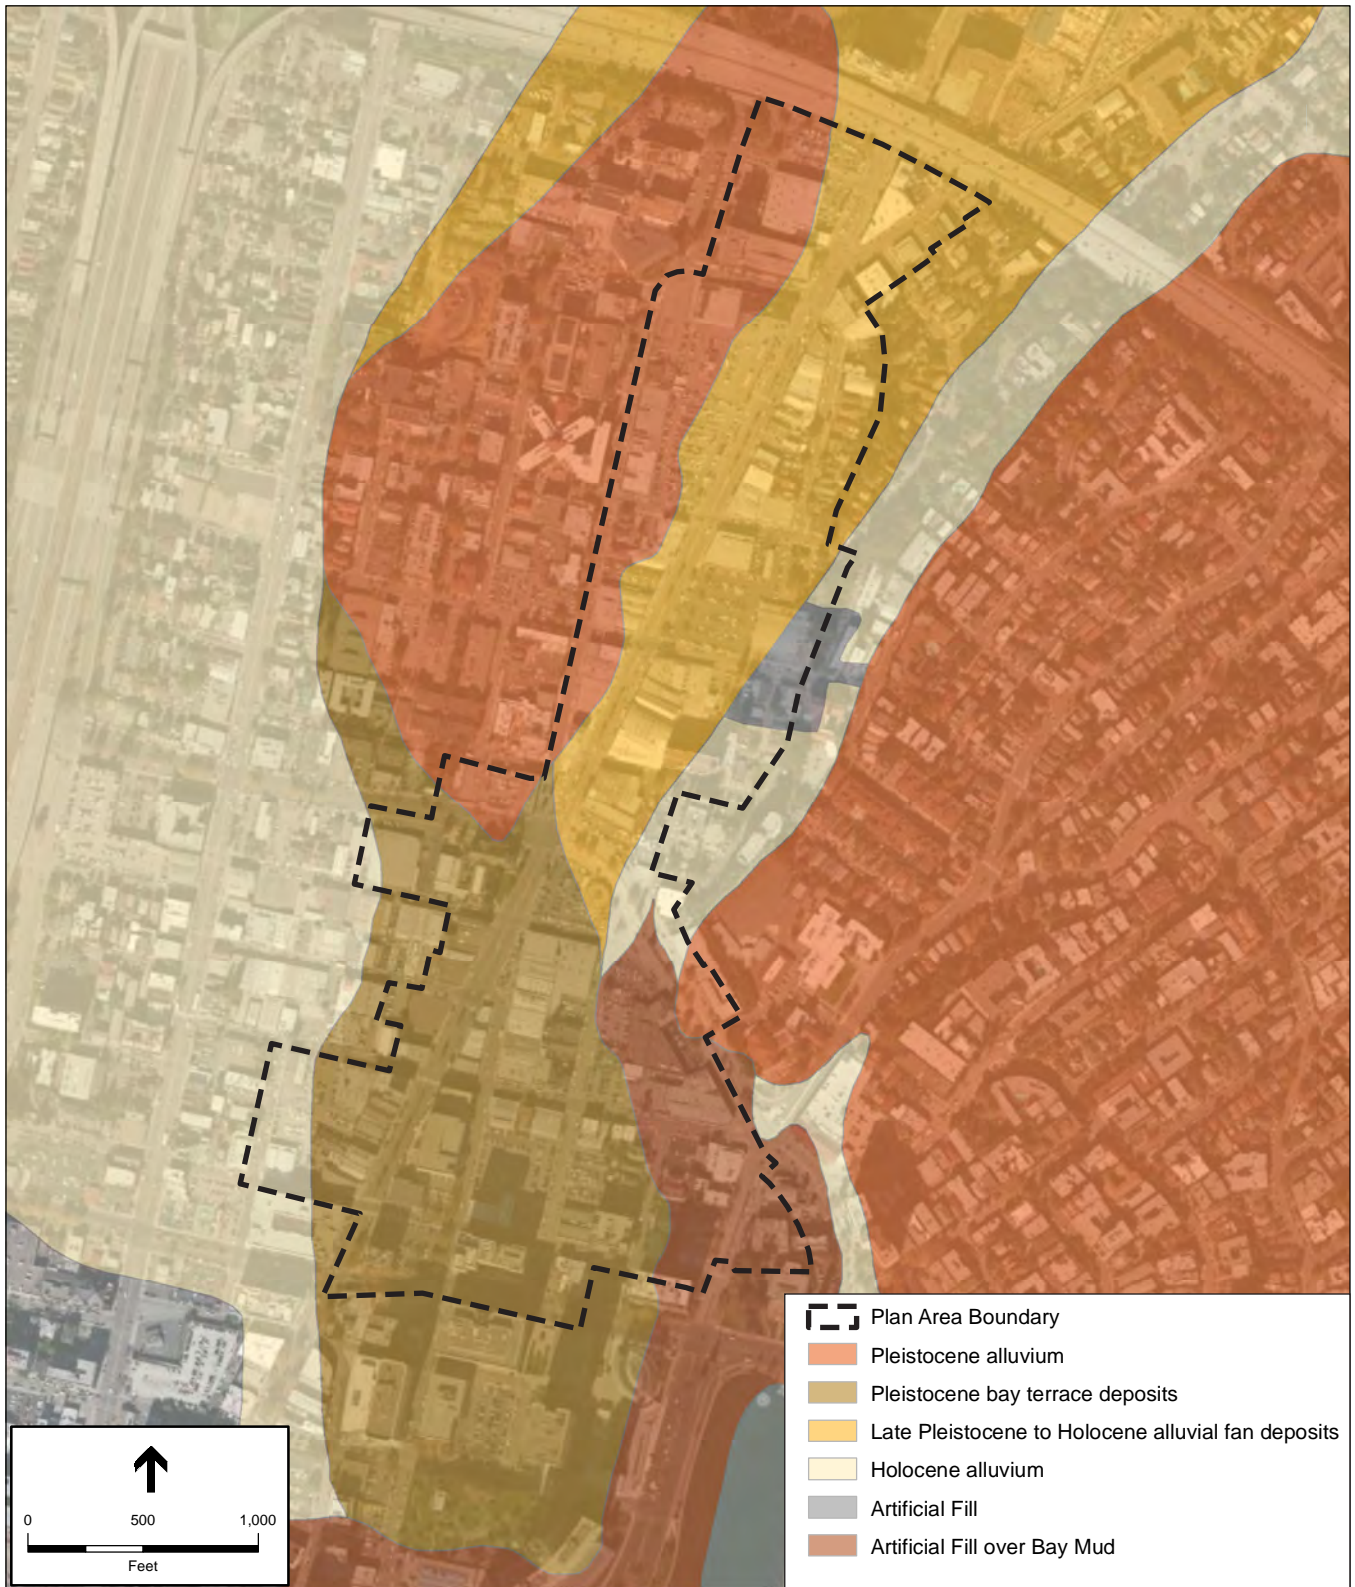 Plan Area Boundary
Pleistocene alluvium
Pleistocene bay terrace deposits
Late Pleistocene to Holocene alluvial fan deposits
Holocene alluvium
Artificial Fill
Artificial Fill over Bay Mud
0 500 1,000
Feet